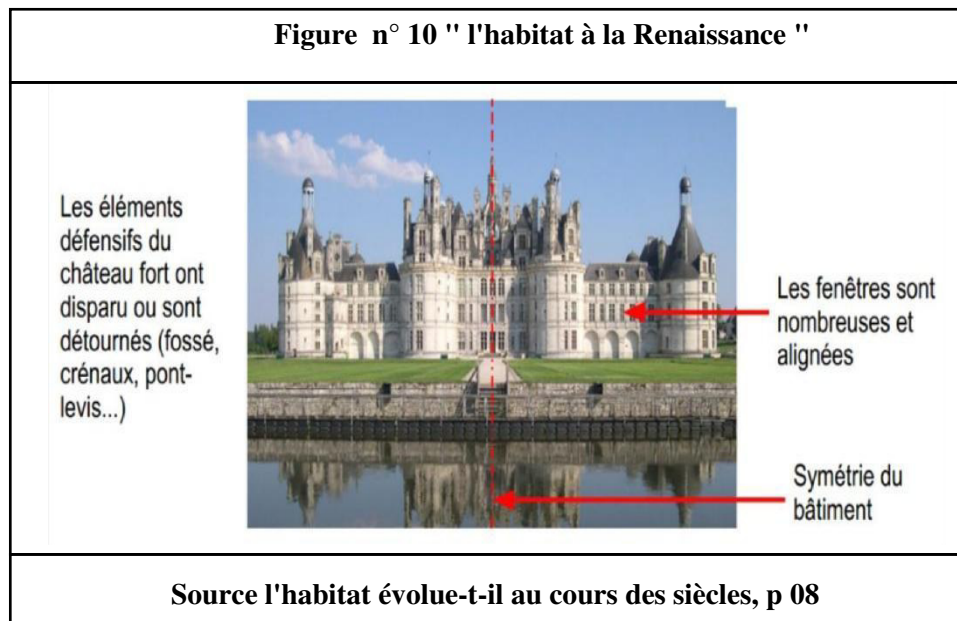 Figure n° 10 " l'habitat à la Renaissance "
Les éléments
défensifs du
château fort ont
disparu ou sont
détournés (fossé,
crénaux, pont-
levis...)
Les fenêtres sont
nombreuses et
alignées
Symétrie du
bâtiment
Source l'habitat évolue-t-il au cours des siècles, p 08